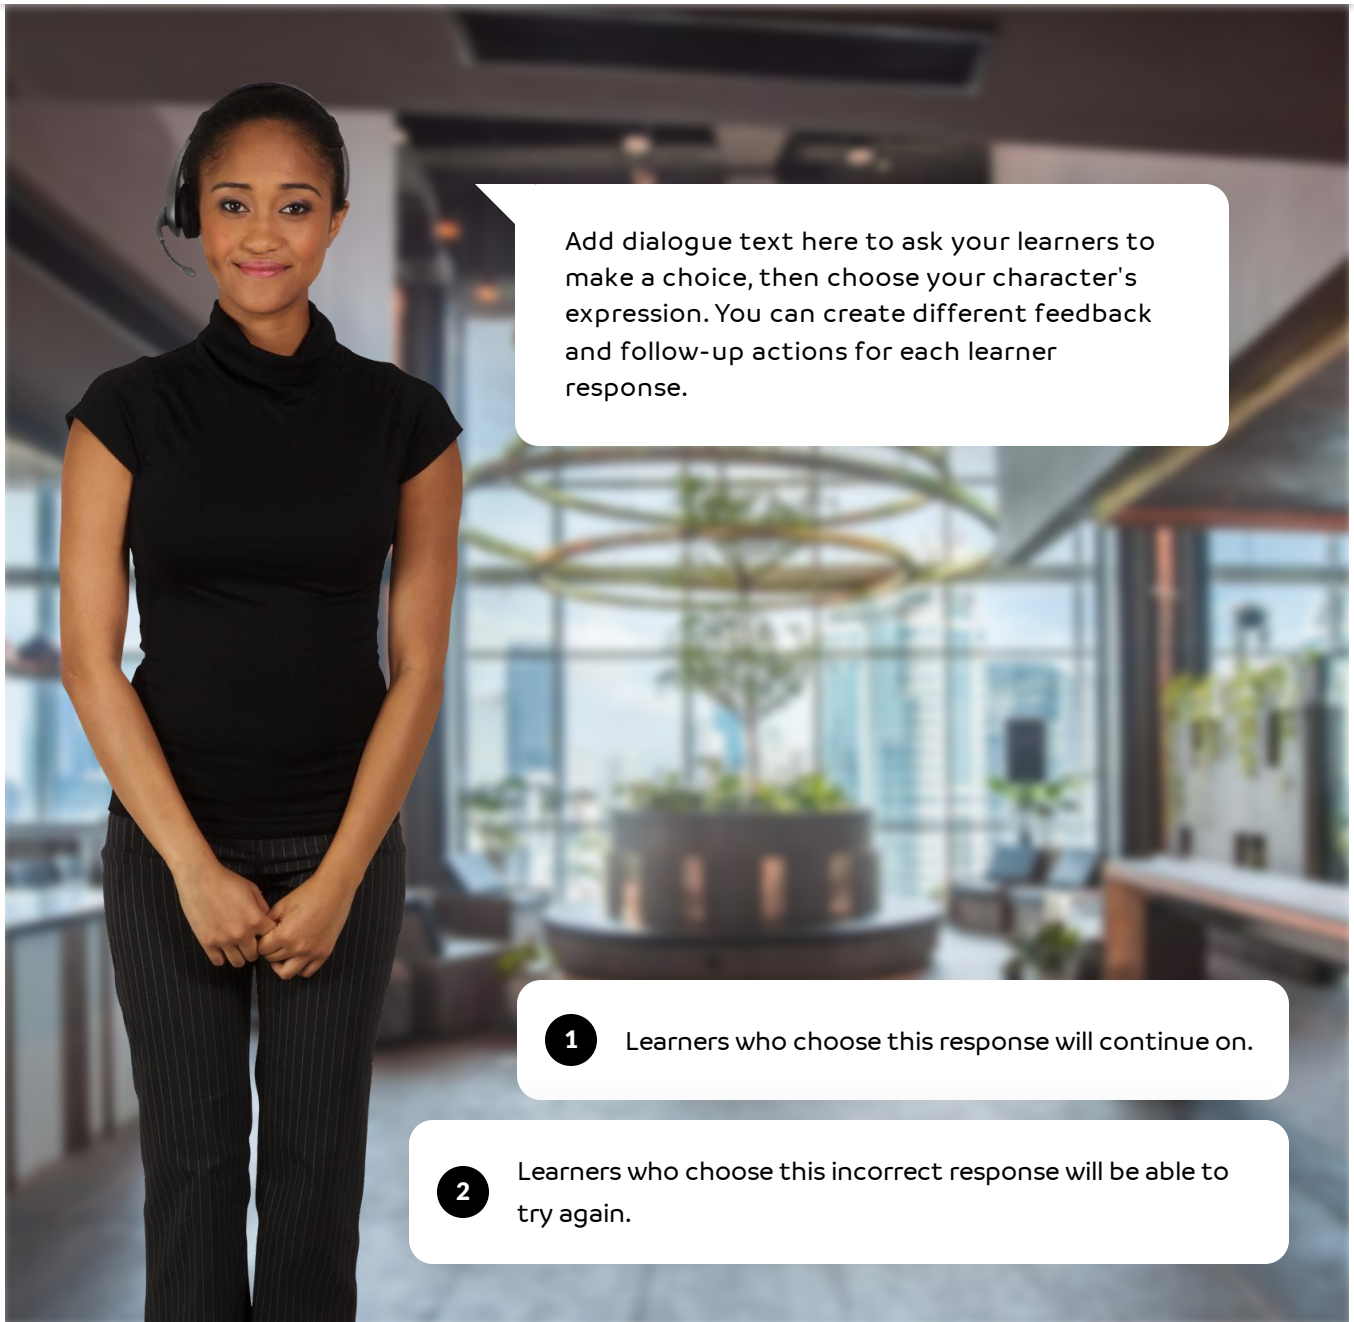 Add dialogue text here to ask your learners to
make a choice, then choose your character's
expression. You can create different feedback
and follow-up actions for each learner
response.
1 Learners who choose this response will continue on.
2 Learners who choose this incorrect response will be able to
try again.